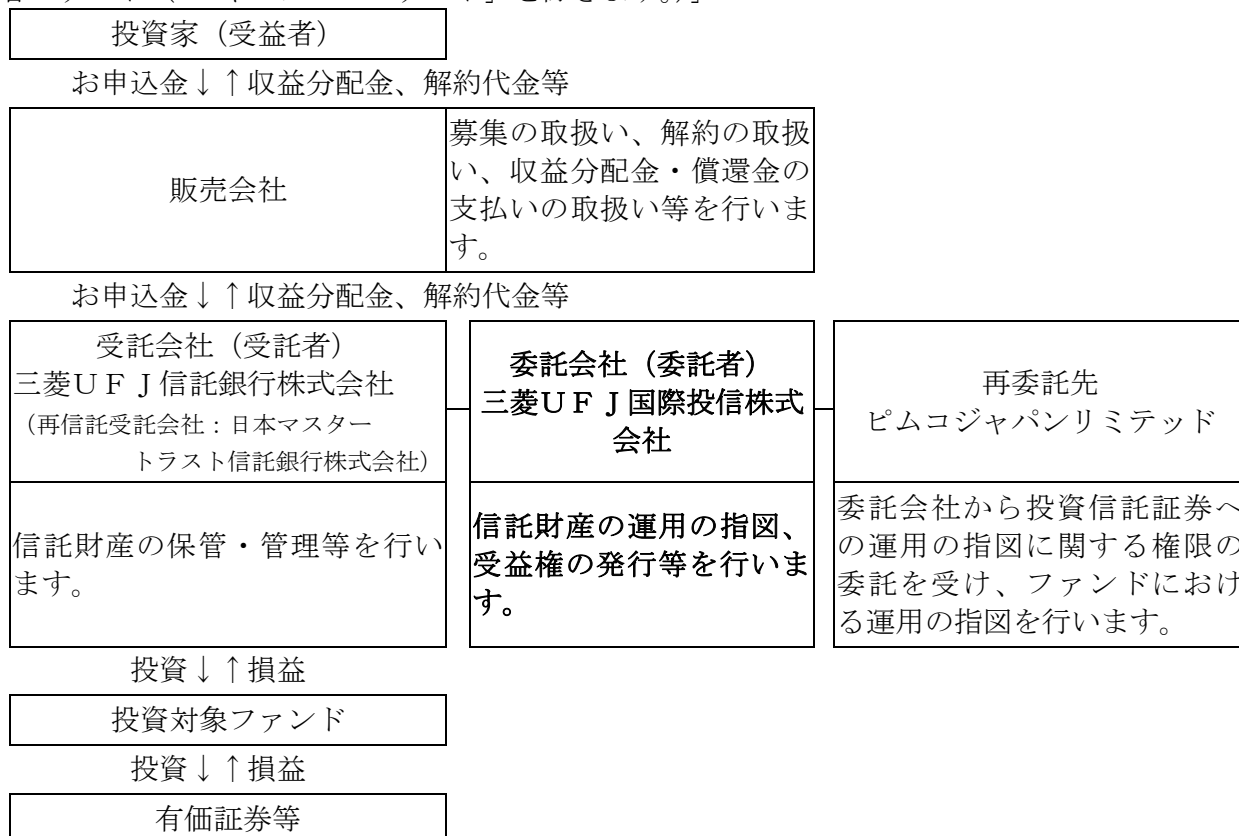 投資家（受益者）
お申込金↓↑収益分配金、解約代金等
販売会社
募集の取扱い、解約の取扱
い、収益分配金・償還金の
支払いの取扱い等を行いま
す。
お申込金↓↑収益分配金、解約代金等
受託会社（受託者）
三菱ＵＦＪ信託銀行株式会社
（再信託受託会社：日本マスター
トラスト信託銀行株式会社）
委託会社（委託者）
三菱ＵＦＪ国際投信株式
会社
再委託先
ピムコジャパンリミテッド
信託財産の保管・管理等を行い
ます。
信託財産の運用の指図、
受益権の発行等を行いま
す。
委託会社から投資信託証券へ
の運用の指図に関する権限の
委託を受け、ファンドにおけ
る運用の指図を行います。
投資↓↑損益
投資対象ファンド
投資↓↑損益
有価証券等